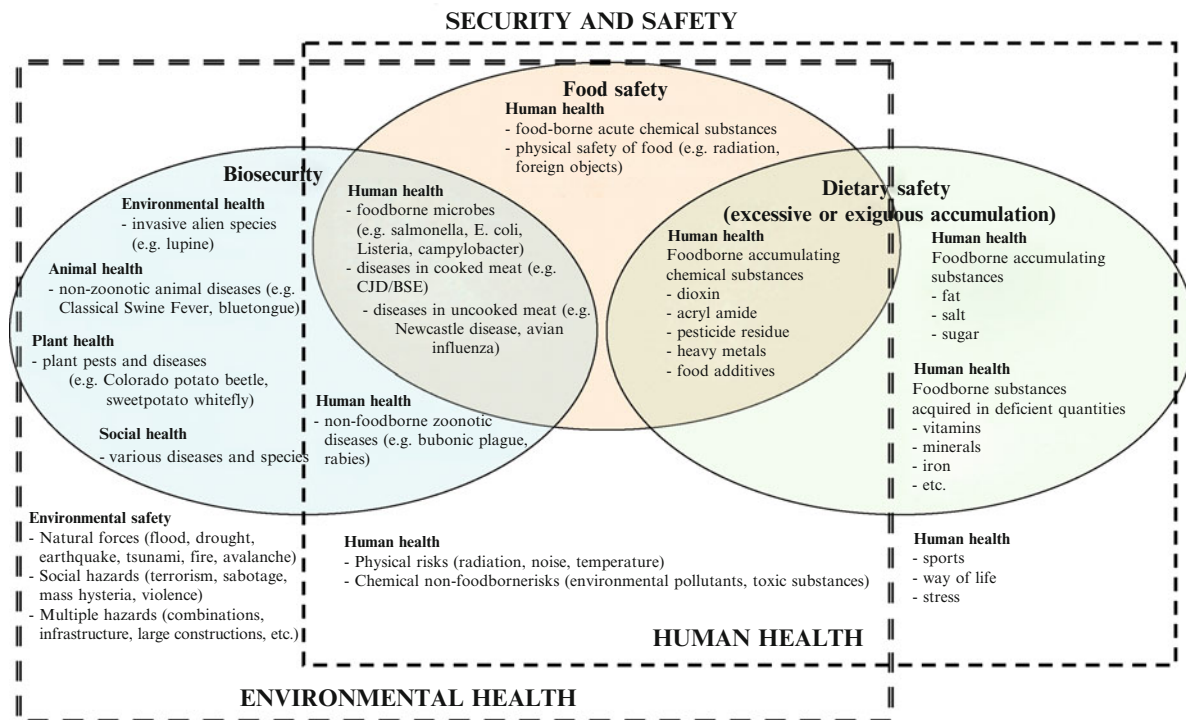 SECURITY AND SAFETY
Food safety
Human health
- food-borne acute chemical substances
- physical safety of food (e.g. radiation,
foreign objects)
Biosecurity
Environmental health
- invasive alien species
(e.g. lupine)
Animal health
- non-zoonotic animal diseases (e.g.
Classical Swine Fever, bluetongue)
Plant health
- plant pests and diseases
(e.g. Colorado potato beetle,
sweetpotato whitefly)
Social health
- various diseases and species
Human health
- foodborne microbes
(e.g. salmonella, E. coli,
Listeria, campylobacter)
- diseases in cooked meat (e.g.
CJD/BSE)
- diseases in uncooked meat (e.g.
Newcastle disease, avian
influenza)
Human health
- non-foodborne zoonotic
diseases (e.g. bubonic plague,
rabies)
Dietary safety
(excessive or exiguous accumulation)
Human health
Foodborne accumulating
chemical substances
- dioxin
- acryl amide
- pesticide residue
- heavy metals
- food additives
Human health
Foodborne accumulating
substances
- fat
- salt
- sugar
Human health
Foodborne substances
acquired in deficient quantities
- vitamins
- minerals
- iron
- etc.
Environmental safety
- Natural forces (flood, drought,
earthquake, tsunami, fire, avalanche)
- Social hazards (terrorism, sabotage,
mass hysteria, violence)
- Multiple hazards (combinations,
infrastructure, large constructions, etc.)
Human health
- Physical risks (radiation, noise, temperature)
- Chemical non-foodbornerisks (environmental pollutants, toxic substances)
Human health
- sports
- way of life
- stress
HUMAN HEALTH
ENVIRONMENTAL HEALTH